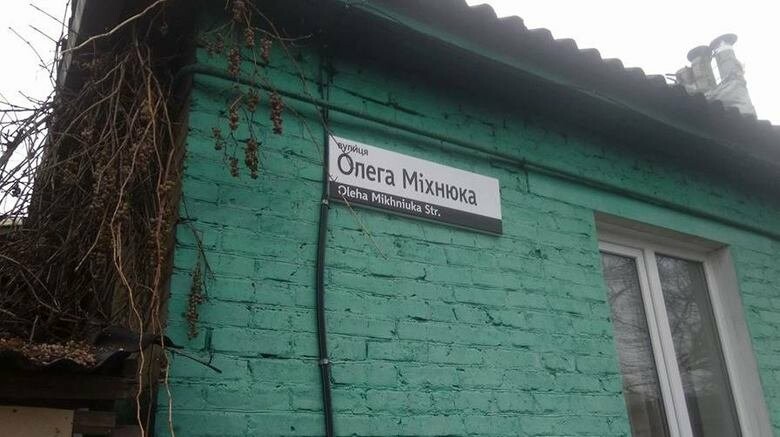 вулиця
Олега Міхнюка
Oleha Mikhniuka Str.